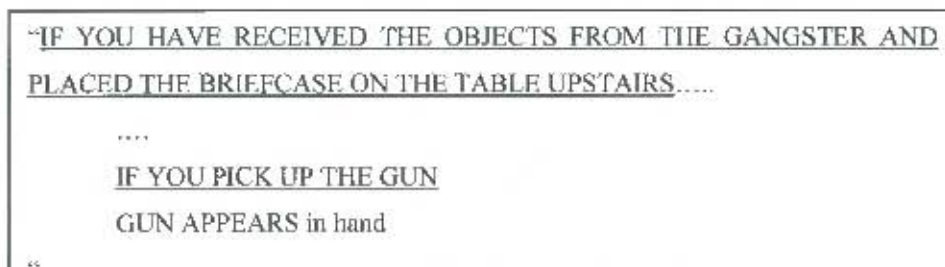 “IF YOU HAVE RECEIVED THE OBJECTS FROM THE GANGSTER AND
PLACED THE BRIEFCASE ON THE TABLE UPSTAIRS…..
….
IF YOU PICK UP THE GUN
GUN APPEARS in hand
“